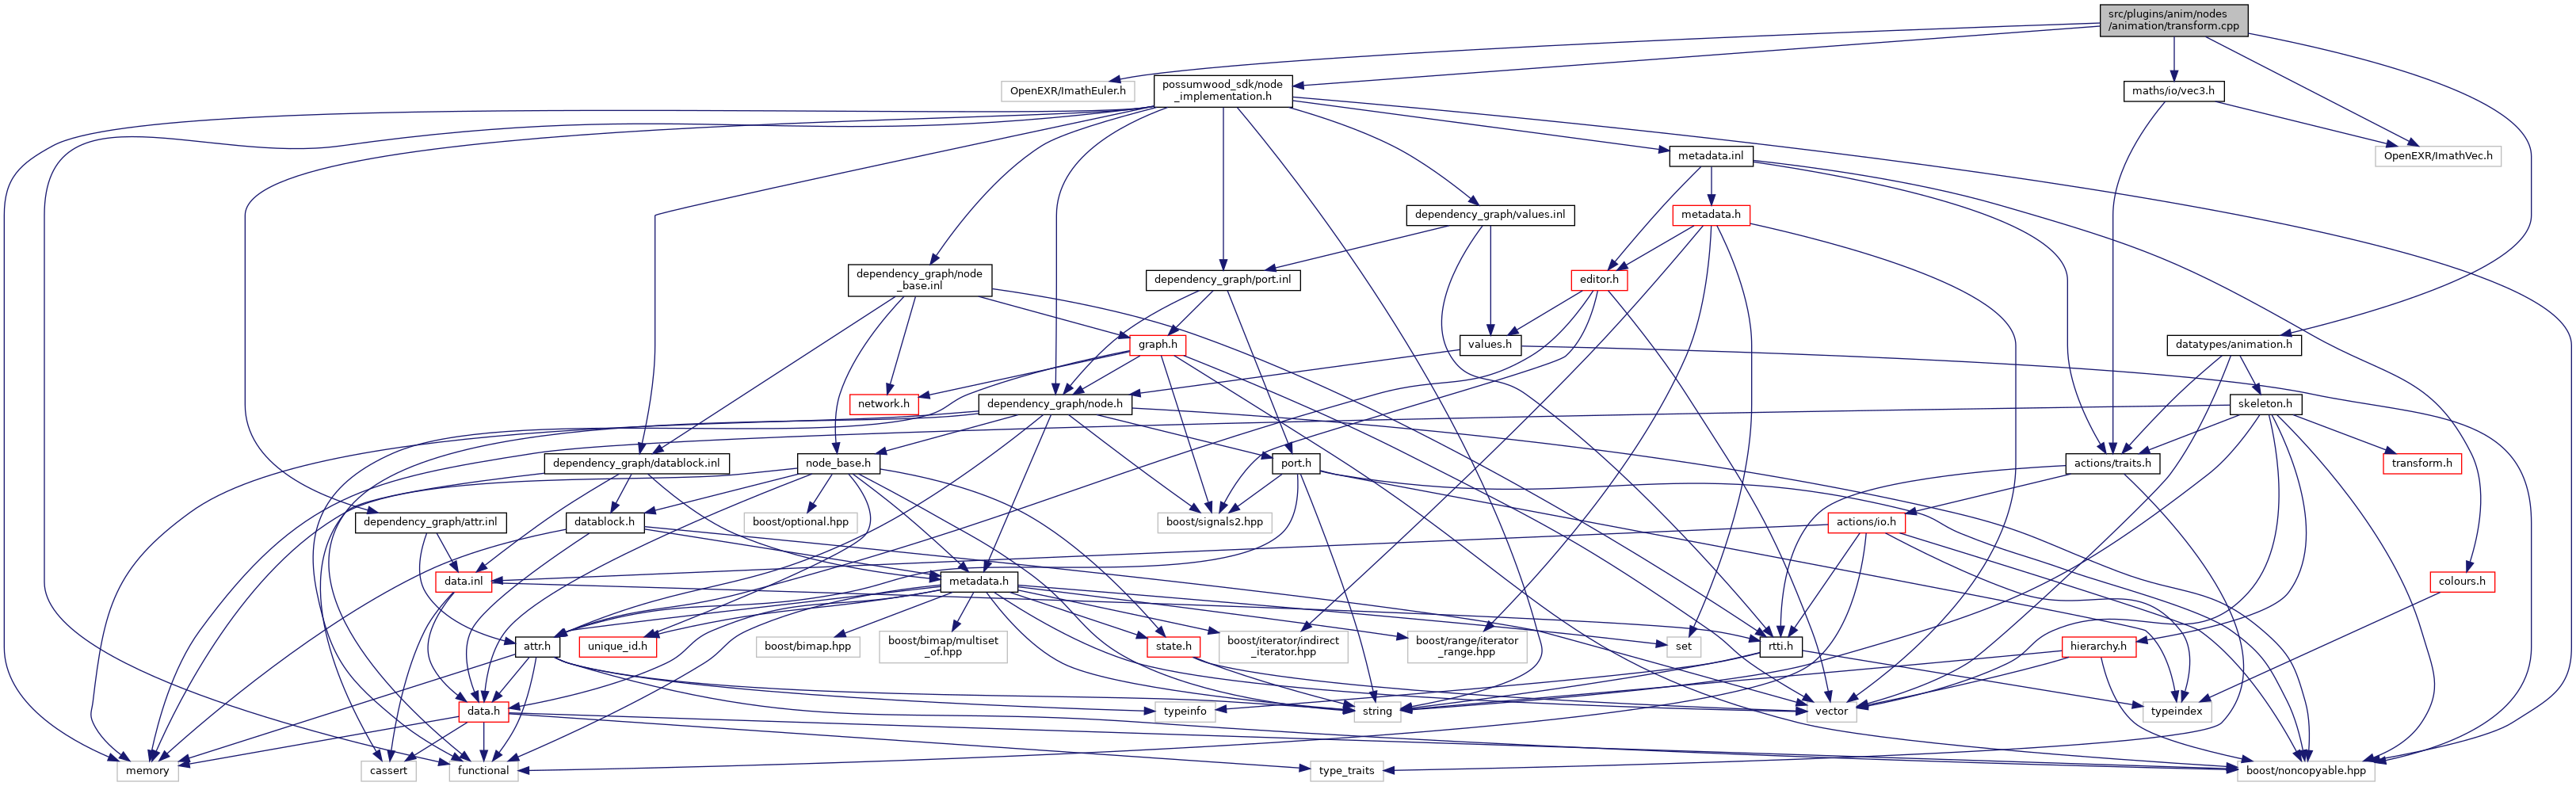 src/plugins/anim/nodes
/animation/transform.cpp
OpenEXR/ImathEuler.h
possumwood_sdk/node
_implementation.h
maths/io/vec3.h
metadata.inl
OpenEXR/ImathVec.h
dependency_graph/values.inl
metadata.h
dependency_graph/node
_base.inl
dependency_graph/port.inl
editor.h
graph.h
values.h
datatypes/animation.h
network.h
dependency_graph/node.h
skeleton.h
dependency_graph/datablock.inl
node_base.h
port.h
actions/traits.h
transform.h
dependency_graph/attr.inl
datablock.h
boost/optional.hpp
boost/signals2.hpp
actions/io.h
data.inl
metadata.h
colours.h
attr.h
unique_id.h
boost/bimap.hpp
boost/bimap/multiset
_of.hpp
state.h
boost/iterator/indirect
_iterator.hpp
boost/range/iterator
_range.hpp
set
rtti.h
hierarchy.h
data.h
typeinfo
string
vector
typeindex
memory
cassert
functional
type_traits
boost/noncopyable.hpp